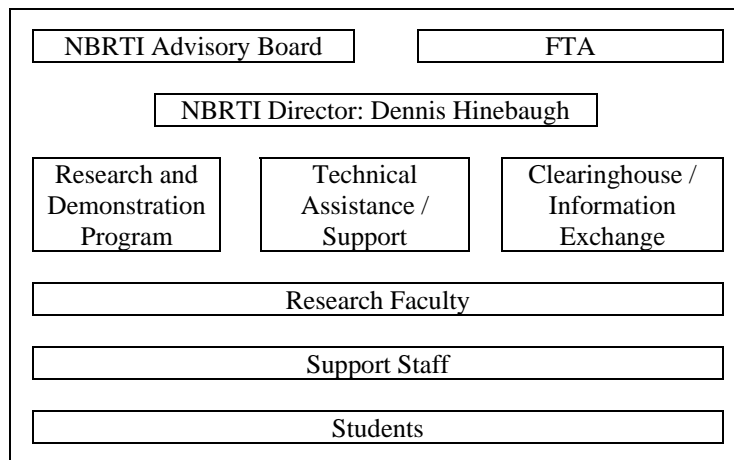 NBRTI Advisory Board
FTA
NBRTI Director: Dennis Hinebaugh
Research and
Demonstration
Program
Technical
Assistance /
Support
Clearinghouse /
Information
Exchange
Research Faculty
Support Staff
Students